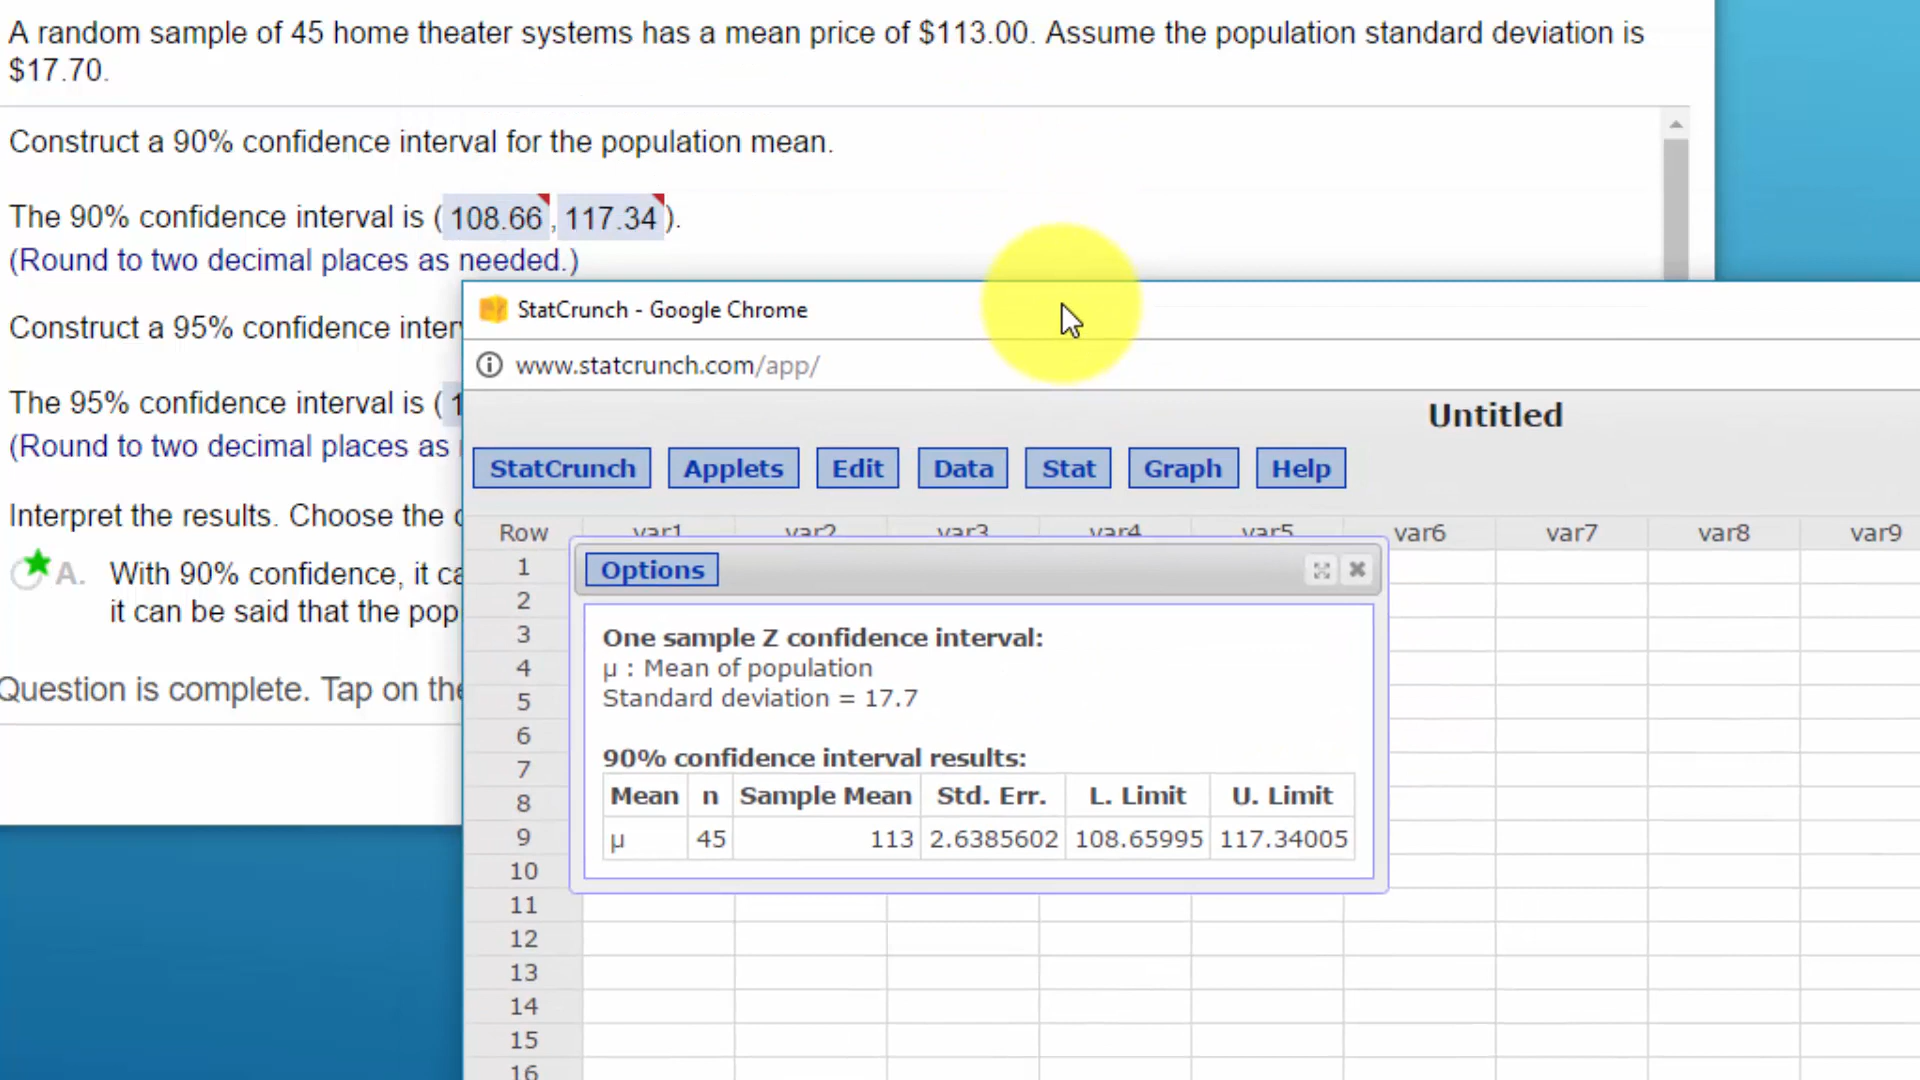 A random sample of 45 home theater systems has a mean price of $113.00. Assume the population standard deviation is
$17.70.
Construct a 90% confidence interval for the population mean.
The 90% confidence interval is ( 108.66 , 117.34 ).
(Round to two decimal places as needed.)
Construct a 95% confidence
The 95% confidence interval is ( 1
(Round to two decimal places as
Interpret the results. Choose the
A. With 90% confidence, it
it can be said that the
Question is complete. Tap on the
StatCrunch - Google Chrome
www.statcrunch.com/app/
Untitled
StatCrunch Applets Edit Data Stat Graph Help
Row var1 var2 var3 var4 var5 var6 var7 var8 var9
1
2
3
4
5
6
7
8
9
10
11
12
13
14
15
16
Options
One sample Z confidence interval:
μ : Mean of population
Standard deviation = 17.7
90% confidence interval results:
Mean n Sample Mean Std. Err. L. Limit U. Limit
μ 45 113 2.6385602 108.65995 117.34005